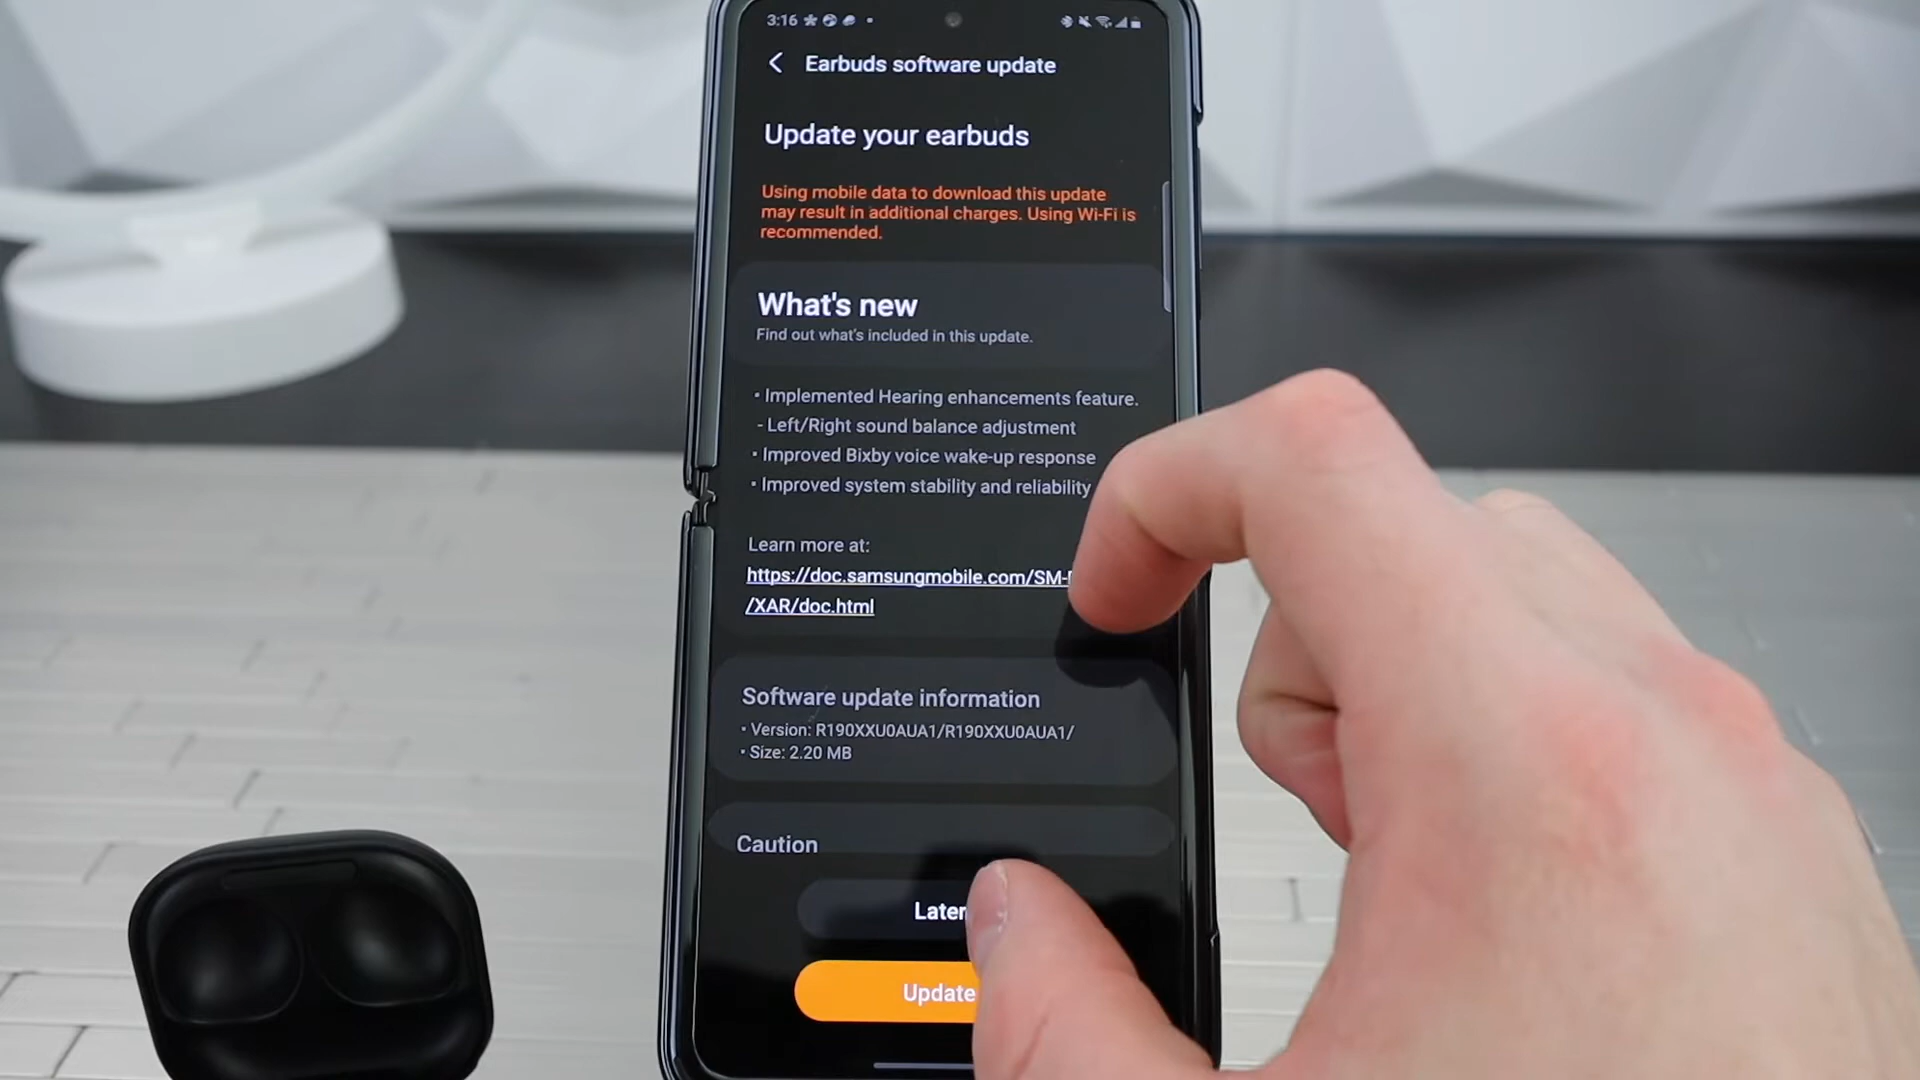 3:16
Earbuds software update
Update your earbuds
Using mobile data to download this update
may result in additional charges. Using Wi-Fi is
recommended.
What's new
Find out what's included in this update.
• Implemented Hearing enhancements feature.
- Left/Right sound balance adjustment
• Improved Bixby voice wake-up response
• Improved system stability and reliability
Learn more at:
https://doc.samsungmobile.com/SM-
/XAR/doc.html
Software update information
• Version: R190XXU0AUA1/R190XXU0AUA1/
• Size: 2.20 MB
Caution
Later
Update